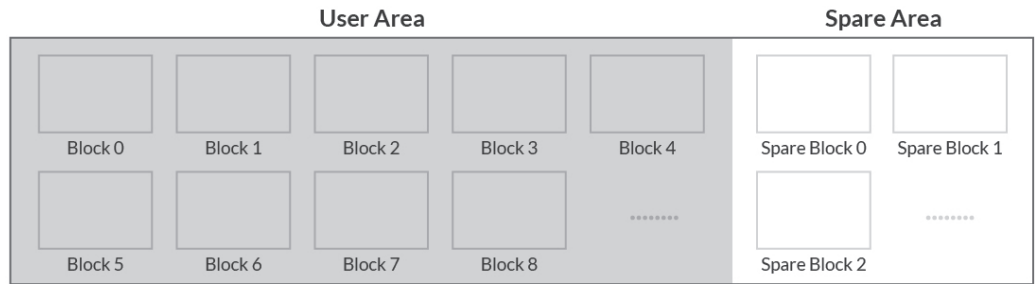 User Area
Spare Area
Block 0
Block 1
Block 2
Block 3
Block 4
Spare Block 0
Spare Block 1
Block 5
Block 6
Block 7
Block 8
Spare Block 2